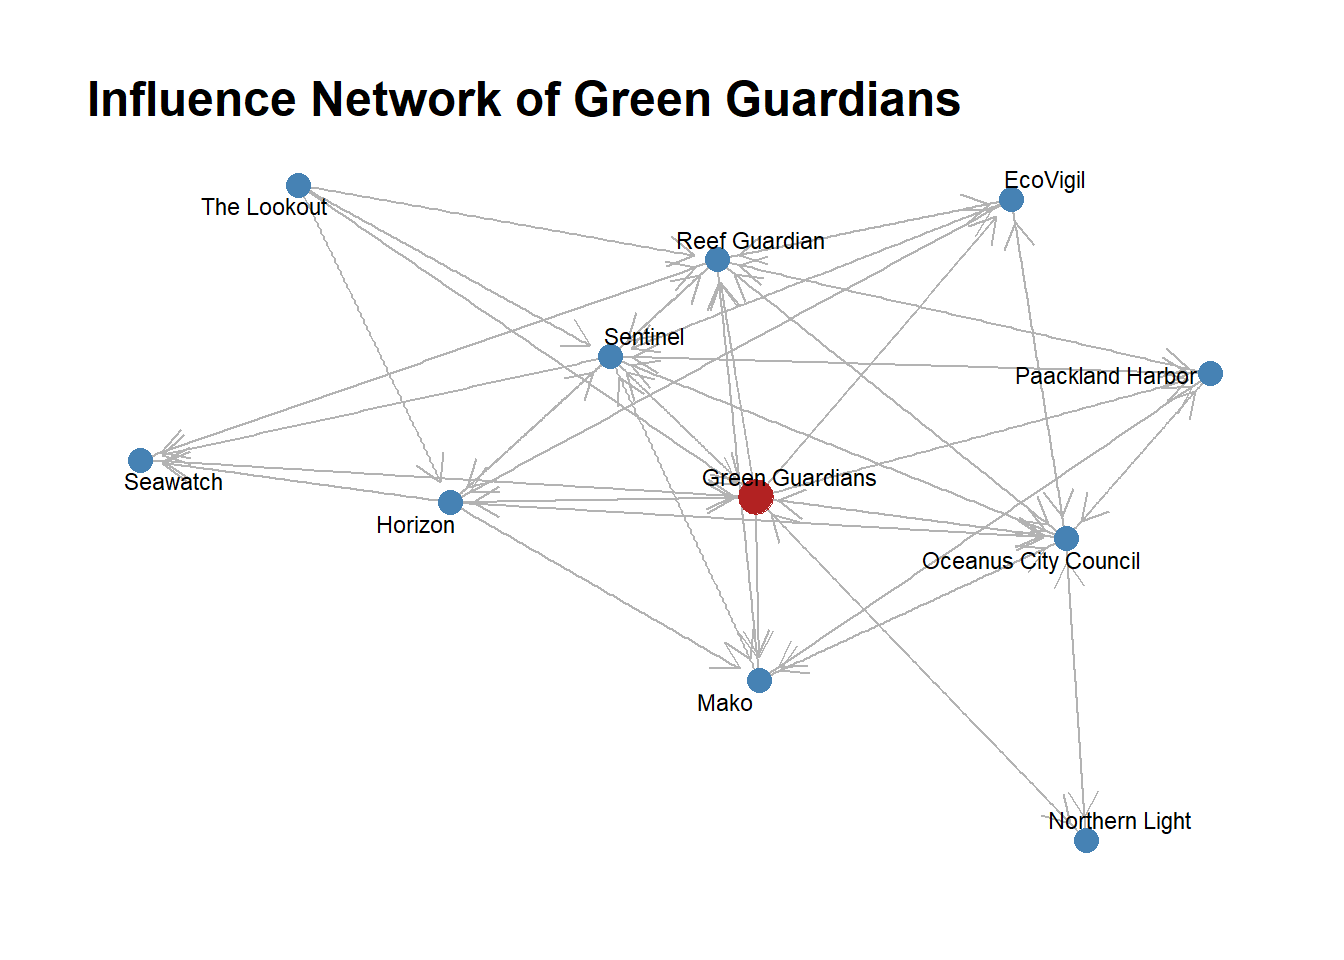 Influence Network of Green Guardians
EcoVigil
The Lookout
Reef Guardian
Sentinel
Paackland Harbor
Green Guardians
Seawatch
Horizon
Oceanus City Council
Mako
Northern Light